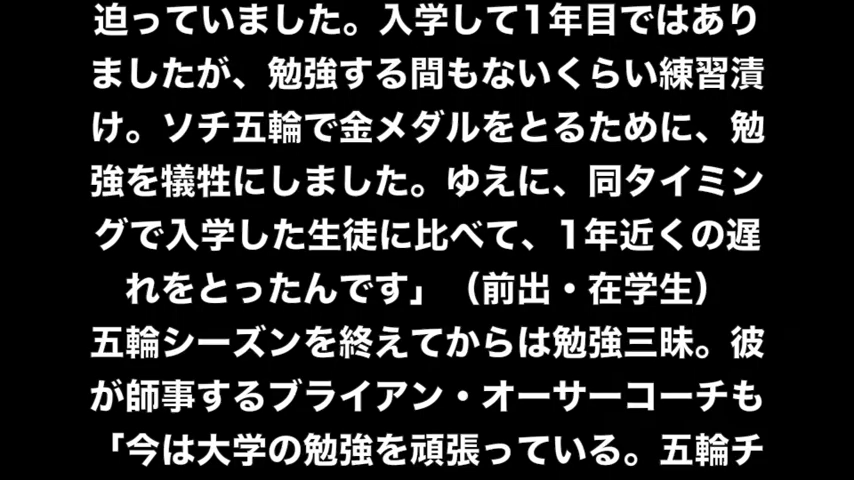 迫っていました。入学して1年目ではあり
ましたが、勉強する間もないくらい練習漬
け。ソチ五輪で金メダルをとるために、勉
強を犠牲にしました。ゆえに、同タイミン
グで入学した生徒に比べて、1年近くの遅
れをとったんです」（前出・在学生）
五輪シーズンを終えてからは勉強三昧。彼
が師事するブライアン・オーサーコーチも
「今は大学の勉強を頑張っている。五輪チ